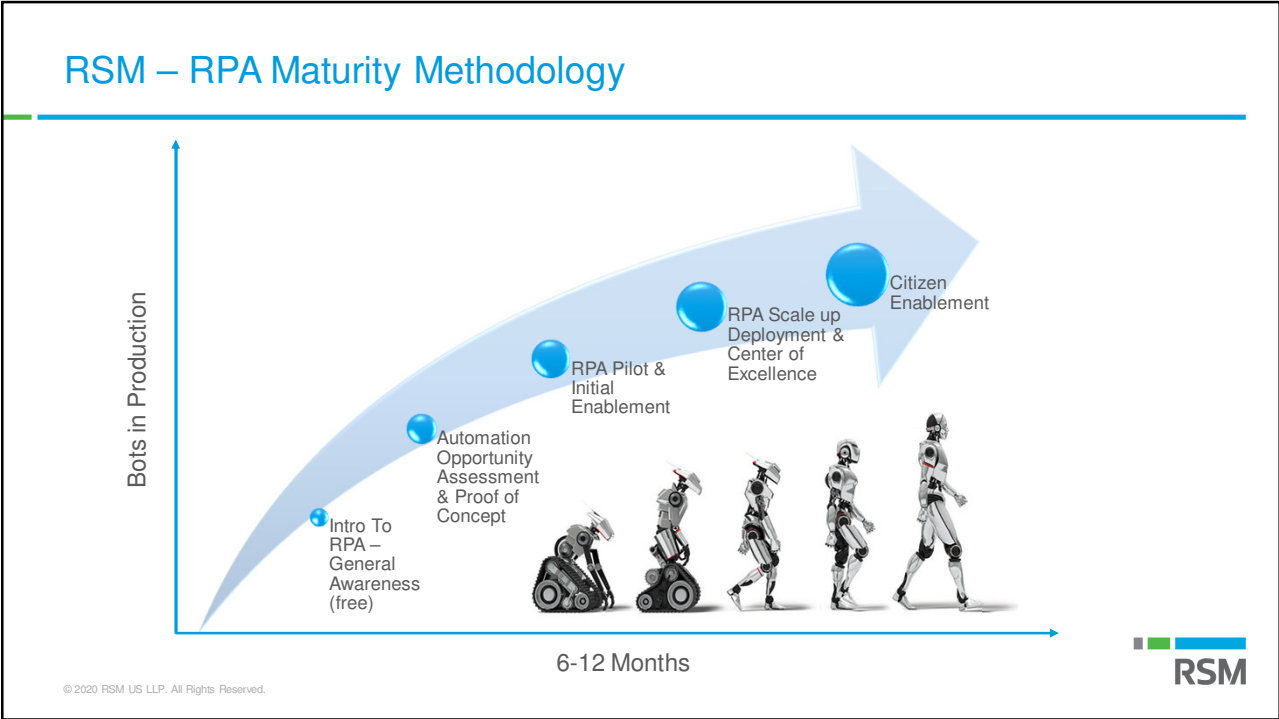 RSM – RPA Maturity Methodology
Bots in Production
Intro To
RPA –
General
Awareness
(free)
Automation
Opportunity
Assessment
& Proof of
Concept
RPA Pilot &
Initial
Enablement
RPA Scale up
Deployment &
Center of
Excellence
Citizen
Enablement
6-12 Months
© 2020 RSM US LLP. All Rights Reserved.
RSM